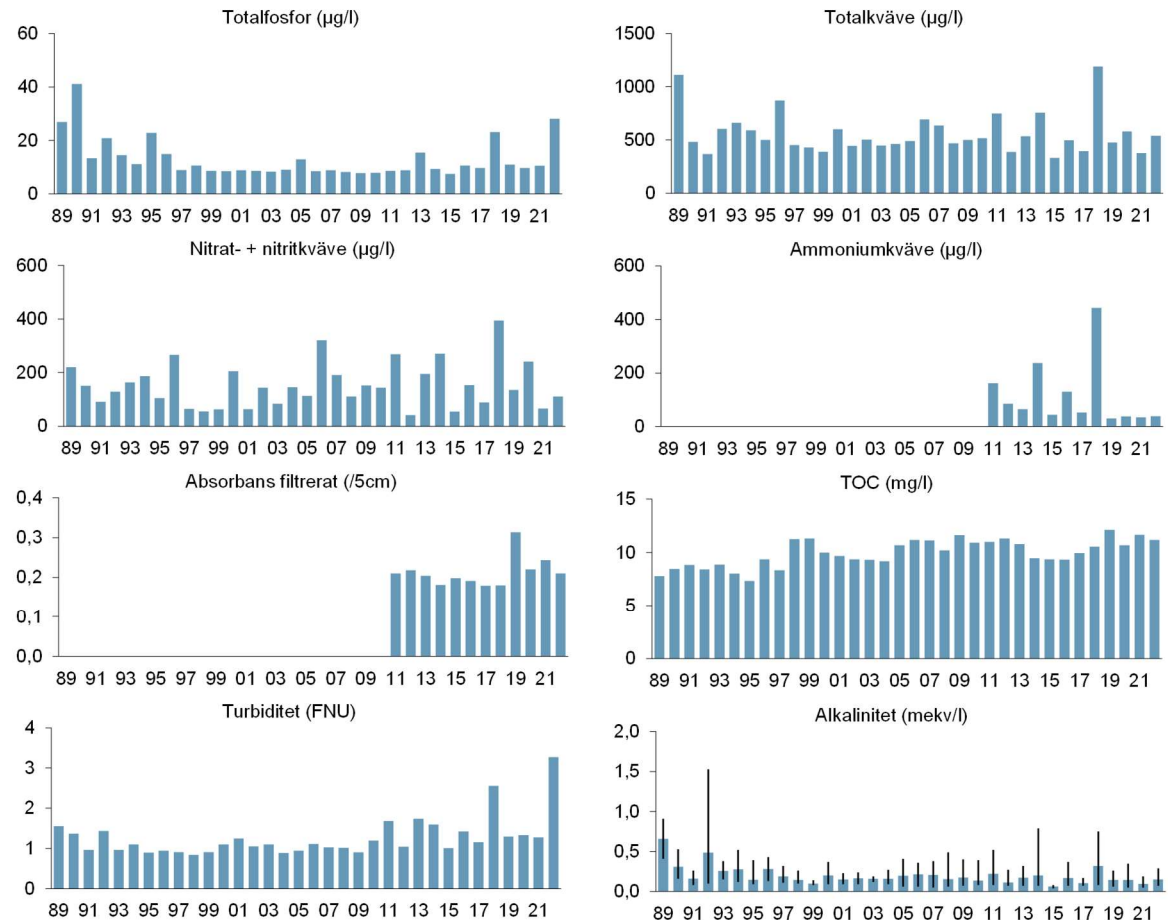 Totalfosfor (µg/l)
60
40
20
0
89 91 93 95 97 99 01 03 05 07 09 11 13 15 17 19 21
Totalkväve (µg/l)
1500
1000
500
0
89 91 93 95 97 99 01 03 05 07 09 11 13 15 17 19 21
Nitrat- + nitritkväve (µg/l)
600
400
200
0
89 91 93 95 97 99 01 03 05 07 09 11 13 15 17 19 21
Ammoniumkväve (µg/l)
600
400
200
0
89 91 93 95 97 99 01 03 05 07 09 11 13 15 17 19 21
Absorbans filtrerat (/5cm)
0,4
0,3
0,2
0,1
0,0
89 91 93 95 97 99 01 03 05 07 09 11 13 15 17 19 21
TOC (mg/l)
15
10
5
0
89 91 93 95 97 99 01 03 05 07 09 11 13 15 17 19 21
Turbiditet (FNU)
4
3
2
1
0
89 91 93 95 97 99 01 03 05 07 09 11 13 15 17 19 21
Alkalinitet (mekv/l)
2,0
1,5
1,0
0,5
0,0
89 91 93 95 97 99 01 03 05 07 09 11 13 15 17 19 21